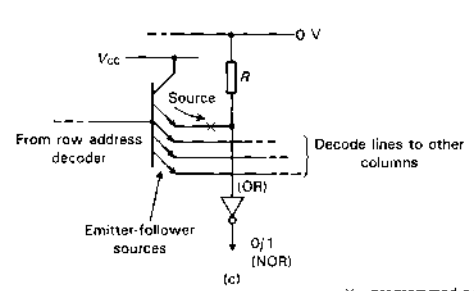 0 V
VCC
R
Source
From row address
decoder
Decode lines to other
columns
(OR)
Emitter-follower
sources
0/1
(NOR)
(c)